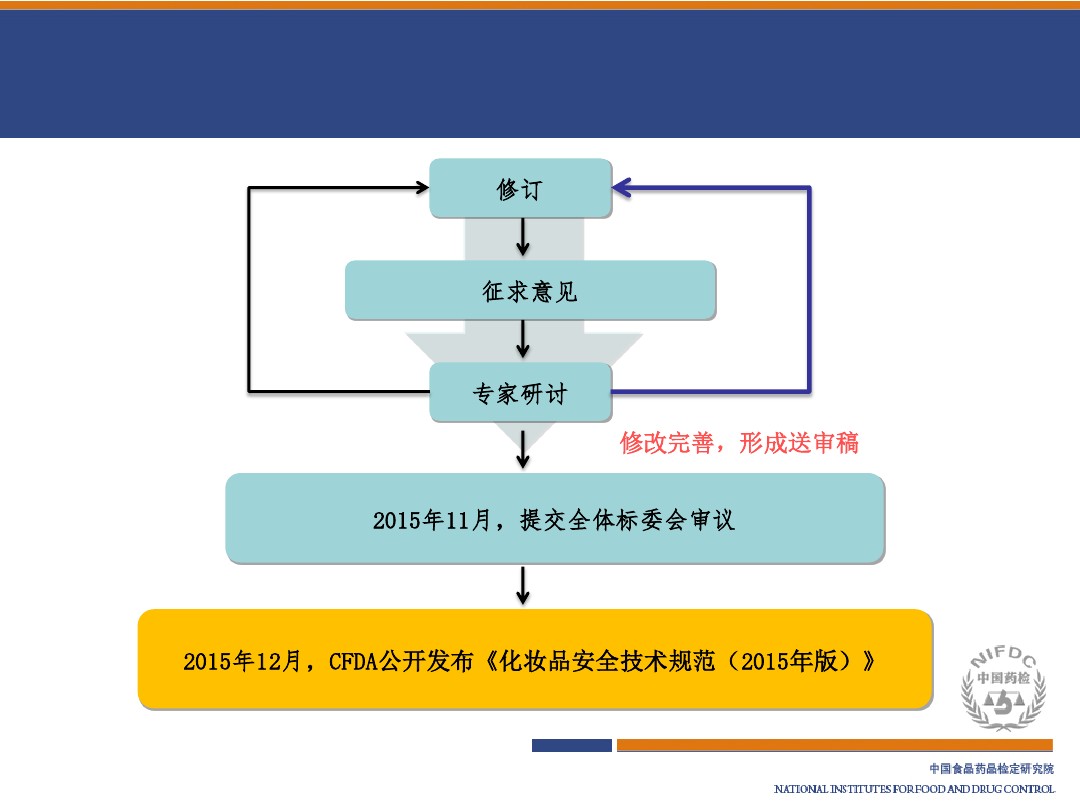 修订
征求意见
专家研讨
修改完善，形成送审稿
2015年11月，提交全体标委会审议
2015年12月，CFDA公开发布《化妆品安全技术规范（2015年版）》
NIFDC
中国药检
中国食品药品检定研究院
NATIONAL INSTITUTES FOR FOOD AND DRUG CONTROL